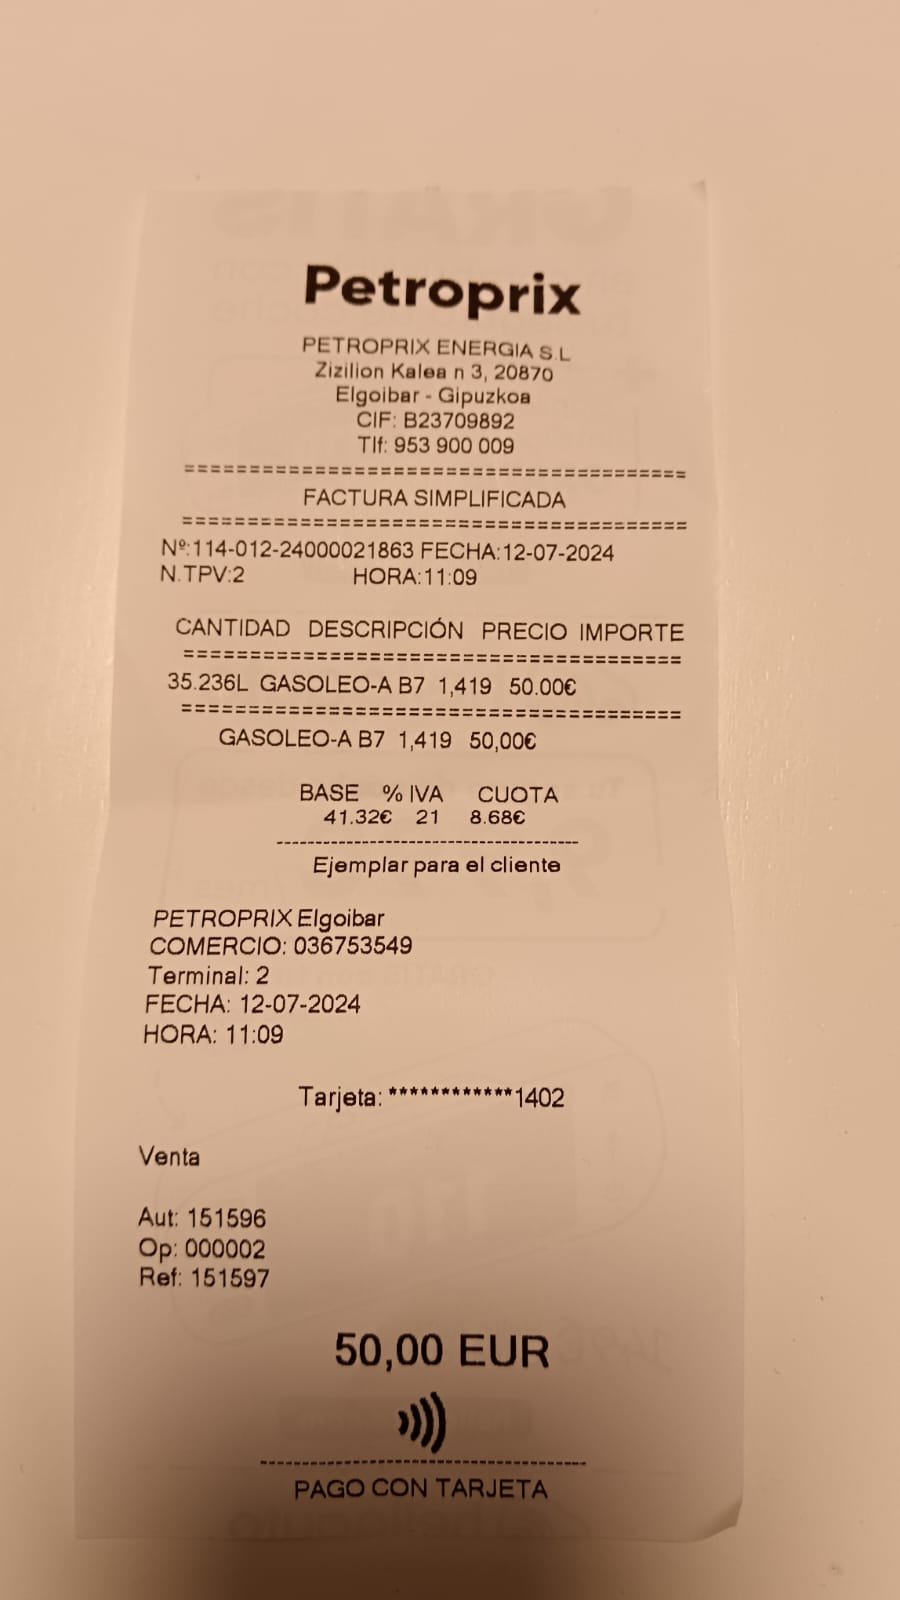 Petroprix
PETROPRIX ENERGIA S.L
Zizilion Kalea n 3, 20870
Elgoibar - Gipuzkoa
CIF: B23709892
Tlf: 953 900 009
=======================================
FACTURA SIMPLIFICADA
=======================================
Nº:114-012-24000021863 FECHA:12-07-2024
N.TPV:2 HORA:11:09
CANTIDAD DESCRIPCIÓN PRECIO IMPORTE
=======================================
35.236L GASOLEO-A B7 1,419 50.00€
=======================================
GASOLEO-A B7 1,419 50,00€
BASE % IVA CUOTA
41.32€ 21 8.68€
---------------------------------------
Ejemplar para el cliente
PETROPRIX Elgoibar
COMERCIO: 036753549
Terminal: 2
FECHA: 12-07-2024
HORA: 11:09
Tarjeta: ************1402
Venta
Aut: 151596
Op: 000002
Ref: 151597
50,00 EUR
---------------------------------------
PAGO CON TARJETA